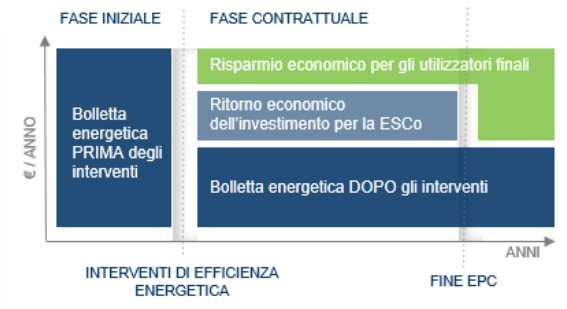 FASE INIZIALE
FASE CONTRATTUALE
€ / ANNO
Bolletta
energetica
PRIMA degli
interventi
Risparmio economico per gli utilizzatori finali
Ritorno economico
dell'investimento per la ESCo
Bolletta energetica DOPO gli interventi
ANNI
INTERVENTI DI EFFICIENZA
ENERGETICA
FINE EPC